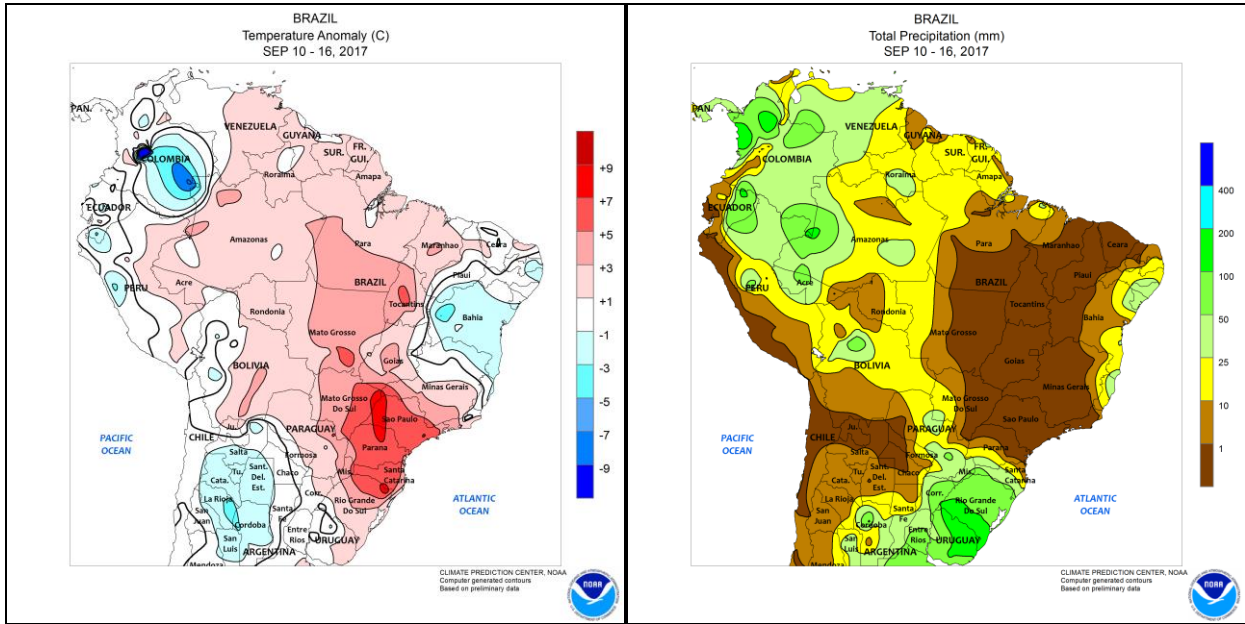 BRAZIL
Temperature Anomaly (C)
SEP 10 - 16, 2017
PAN.
VENEZUELA
GUYANA
COLOMBIA
SUR.
FR.
GUI.
Roraima
Amapa
ECUADOR
Amazonas
Para
Maranhao
Ceara
Piaui
PERU
Acre
BRAZIL
Tocantins
Rondonia
Bahia
Mato Grosso
Goias
BOLIVIA
Minas Gerais
Mato Grosso
Do Sul
Sao Paulo
PACIFIC
OCEAN
CHILE
Ju.
PARAGUAY
Parana
Salta
Formosa
Tu.
Sant.
Del.
Est.
Chaco
Mis.
Santa
Catarina
Cata.
La Rioja
Corr.
Rio Grande
Do Sul
ATLANTIC
OCEAN
San
Juan
Santa
Fe
Cordoba
Entre
Rios
URUGUAY
San
Luis
ARGENTINA
Mendoza
+9
+7
+5
+3
+1
-1
-3
-5
-7
-9
CLIMATE PREDICTION CENTER, NOAA
Computer generated contours
Based on preliminary data
NOAA
BRAZIL
Total Precipitation (mm)
SEP 10 - 16, 2017
PAN.
VENEZUELA
GUYANA
COLOMBIA
SUR.
FR.
GUI.
Roraima
Amapa
ECUADOR
Amazonas
Para
Maranhao
Ceara
Piaui
PERU
Acre
BRAZIL
Tocantins
Rondonia
Bahia
Mato Grosso
Goias
BOLIVIA
Minas Gerais
Mato Grosso
Do Sul
Sao Paulo
PACIFIC
OCEAN
CHILE
Ju.
PARAGUAY
Parana
Salta
Formosa
Tu.
Sant.
Del.
Est.
Chaco
Mis.
Santa
Catarina
Cata.
La Rioja
Corr.
Rio Grande
Do Sul
ATLANTIC
OCEAN
San
Juan
Santa
Fe
Cordoba
Entre
Rios
URUGUAY
San
Luis
ARGENTINA
Mendoza
400
200
100
50
25
10
1
CLIMATE PREDICTION CENTER, NOAA
Computer generated contours
Based on preliminary data
NOAA